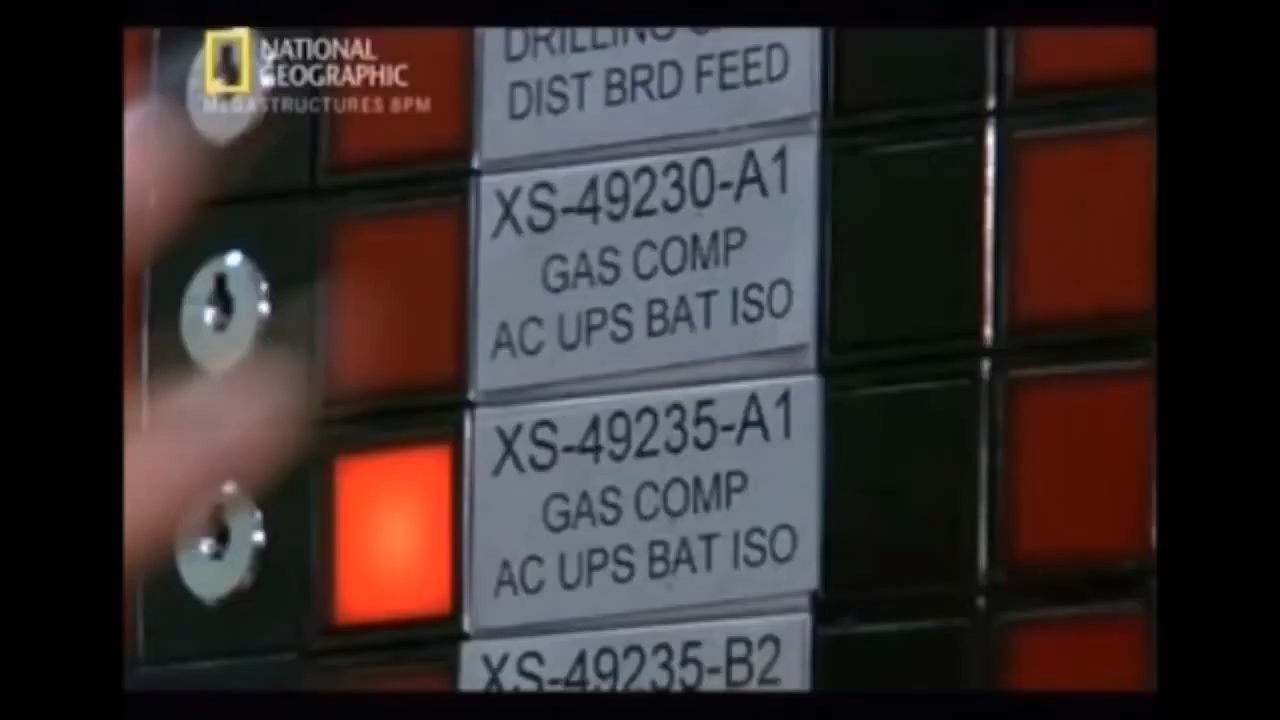 NATIONAL
GEOGRAPHIC
MEGASTRUCTURES 8PM
DRILLING
DIST BRD FEED
XS-49230-A1
GAS COMP
AC UPS BAT ISO
XS-49235-A1
GAS COMP
AC UPS BAT ISO
XS-49235-B2